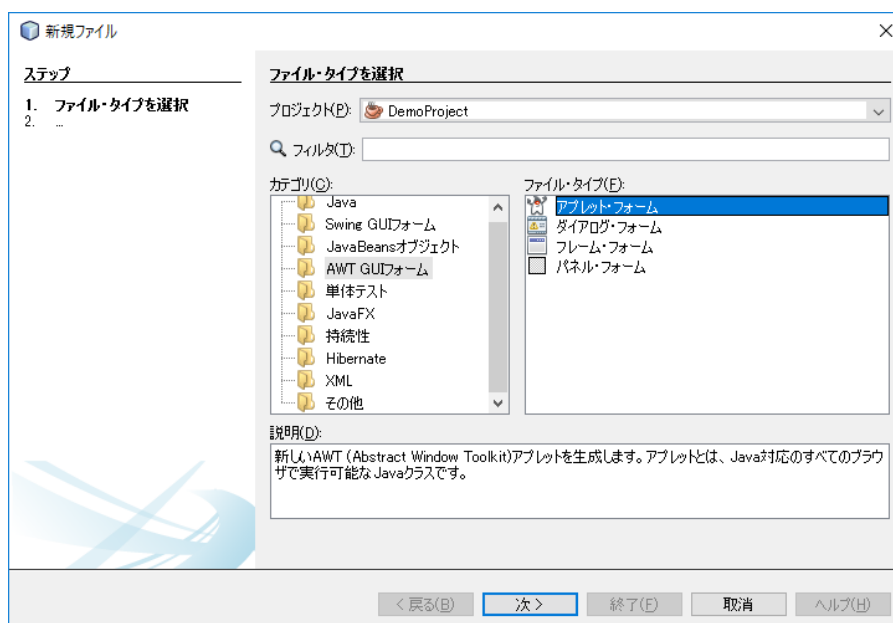 新規ファイル
ステップ
1. ファイル・タイプを選択
2. ...
ファイル・タイプを選択
プロジェクト(P): DemoProject
フィルタ(T):
カテゴリ(C):
Java
Swing GUIフォーム
JavaBeansオブジェクト
AWT GUIフォーム
単体テスト
JavaFX
持続性
Hibernate
XML
その他
ファイル・タイプ(F):
アプレット・フォーム
ダイアログ・フォーム
フレーム・フォーム
パネル・フォーム
説明(D):
新しいAWT (Abstract Window Toolkit)アプレットを生成します。アプレットとは、Java対応のすべてのブラウ
ザで実行可能なJavaクラスです。
< 戻る(B)
次 >
終了(F)
取消
ヘルプ(H)